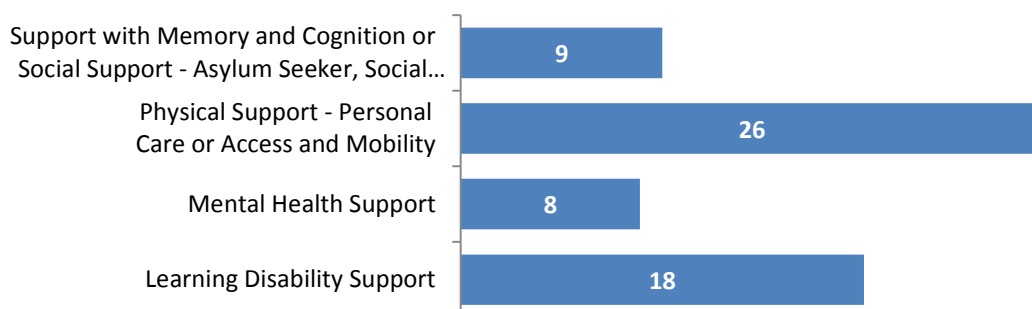 Support with Memory and Cognition or
Social Support - Asylum Seeker, Social...
9
Physical Support - Personal
Care or Access and Mobility
26
Mental Health Support
8
Learning Disability Support
18